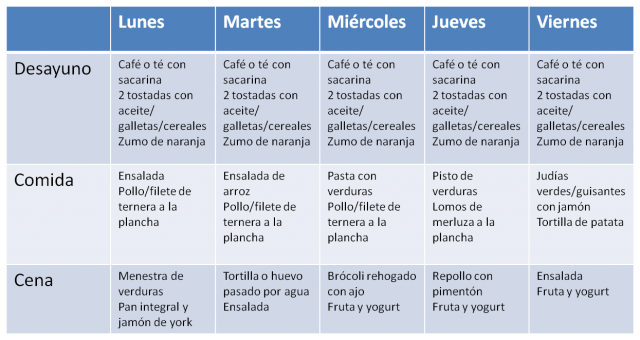 Lunes
Martes
Miércoles
Jueves
Viernes
Desayuno
Café o té con
sacarina
2 tostadas con
aceite/
galletas/cereales
Zumo de naranja
Café o té con
sacarina
2 tostadas con
aceite/
galletas/cereales
Zumo de naranja
Café o té con
sacarina
2 tostadas con
aceite/
galletas/cereales
Zumo de naranja
Café o té con
sacarina
2 tostadas con
aceite/
galletas/cereales
Zumo de naranja
Café o té con
sacarina
2 tostadas con
aceite/
galletas/cereales
Zumo de naranja
Comida
Ensalada
Pollo/filete de
ternera a la
plancha
Ensalada de
arroz
Pollo/filete de
ternera a la
plancha
Pasta con
verduras
Pollo/filete de
ternera a la
plancha
Pisto de
verduras
Lomos de
merluza a la
plancha
Judías
verdes/guisantes
con jamón
Tortilla de patata
Cena
Menestra de
verduras
Pan integral y
jamón de york
Tortilla o huevo
pasado por agua
Ensalada
Brócoli rehogado
con ajo
Fruta y yogurt
Repollo con
pimentón
Fruta y yogurt
Ensalada
Fruta y yogurt